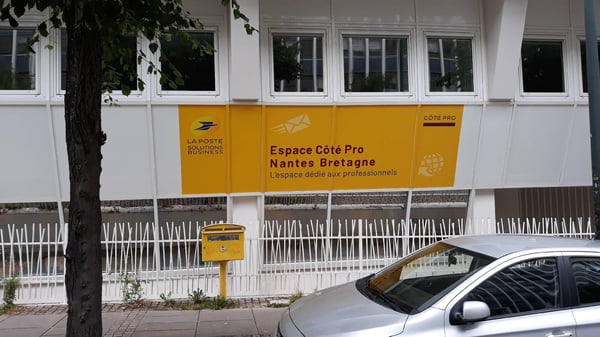 LA POSTE
SOLUTIONS
BUSINESS
CÔTÉ PRO
Espace Côté Pro
Nantes Bretagne
L'espace dédié aux professionnels